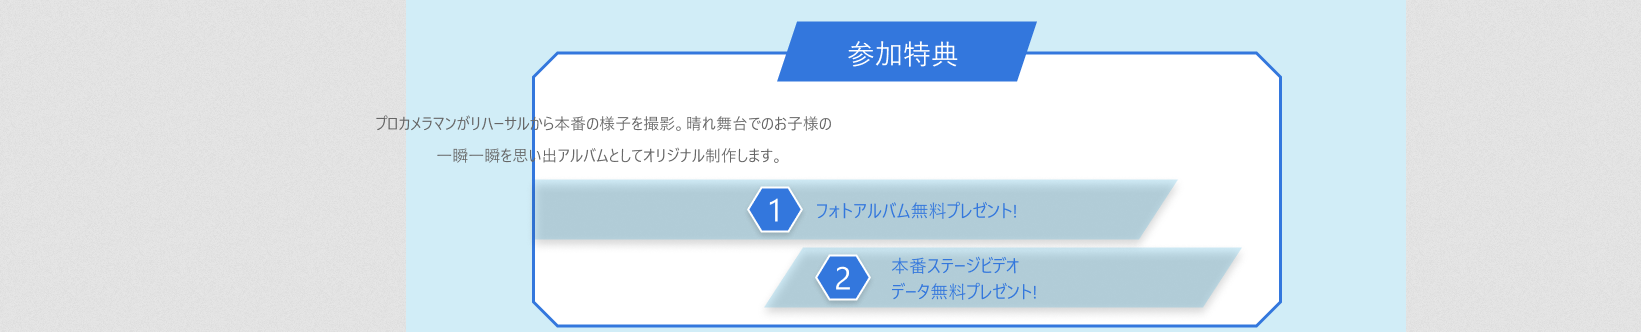 参加特典
プロカメラマンがリハーサルから本番の様子を撮影。晴れ舞台でのお子様の
一瞬一瞬を思い出アルバムとしてオリジナル制作します。
1 フォトアルバム無料プレゼント!
2 本番ステージビデオ
データ無料プレゼント!